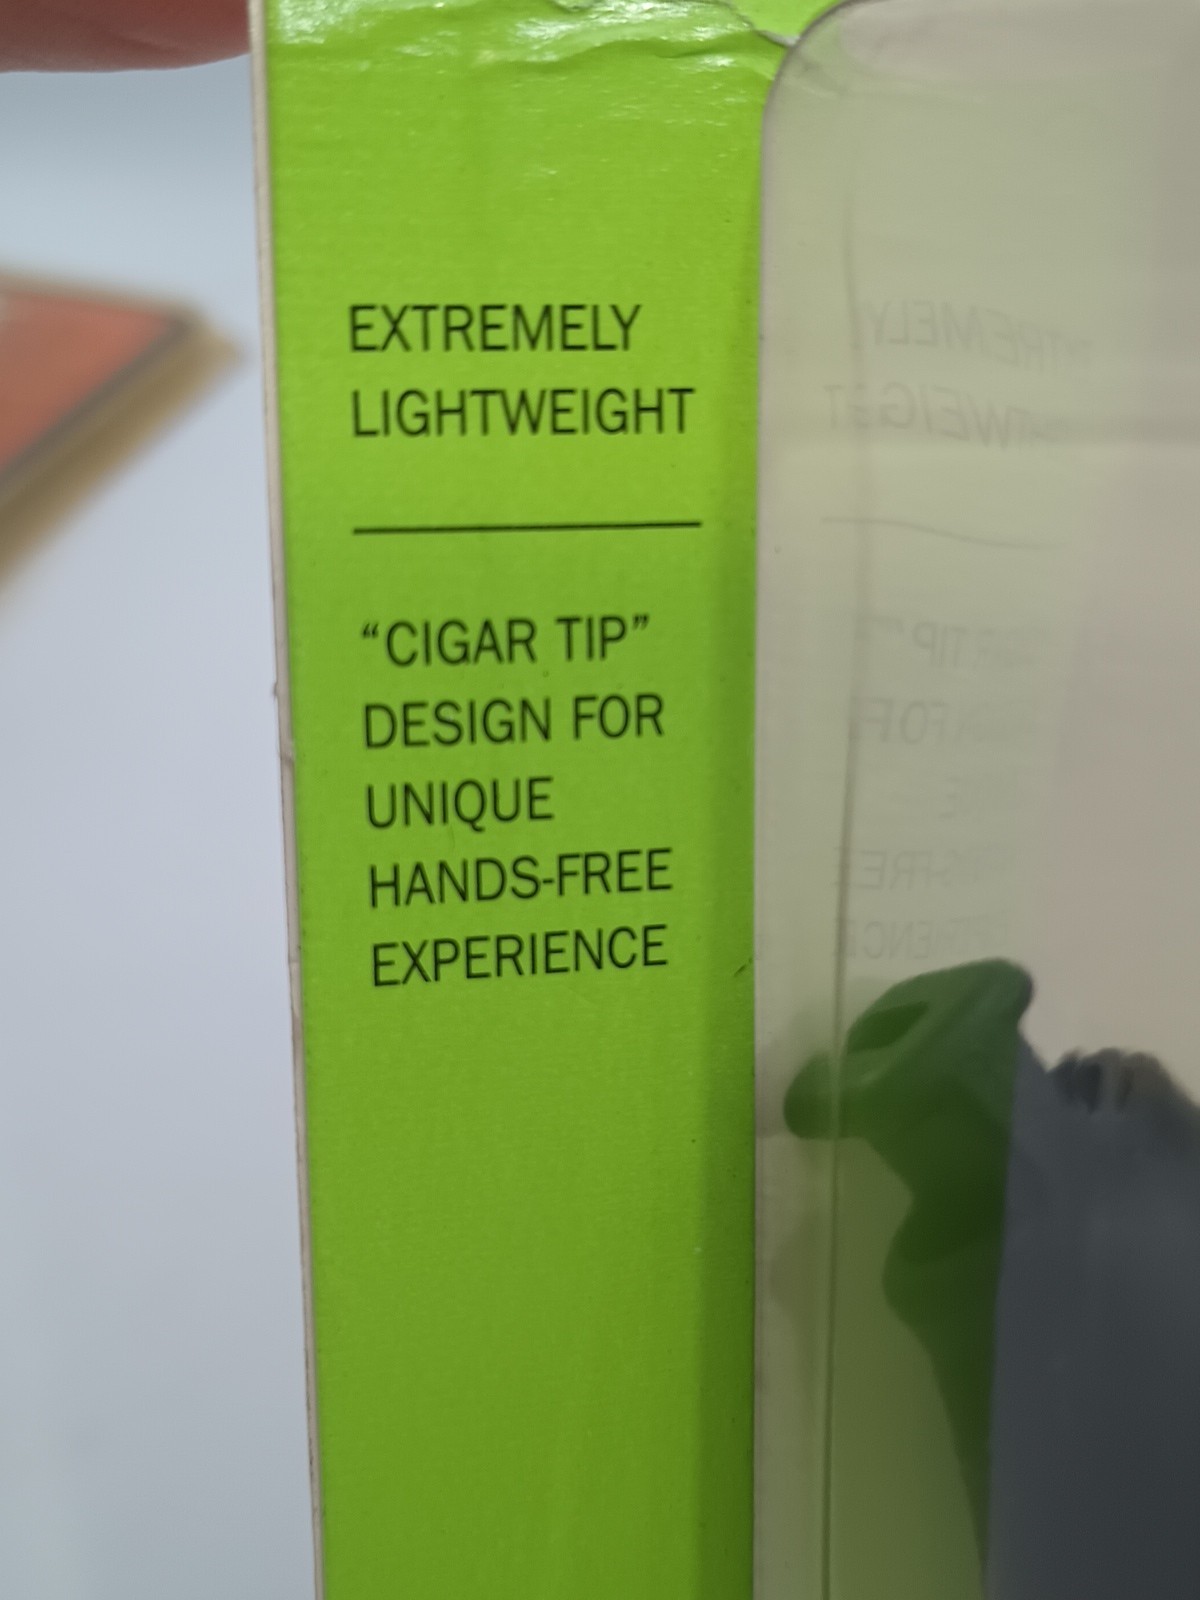 EXTREMELY
LIGHTWEIGHT
“CIGAR TIP”
DESIGN FOR
UNIQUE
HANDS-FREE
EXPERIENCE